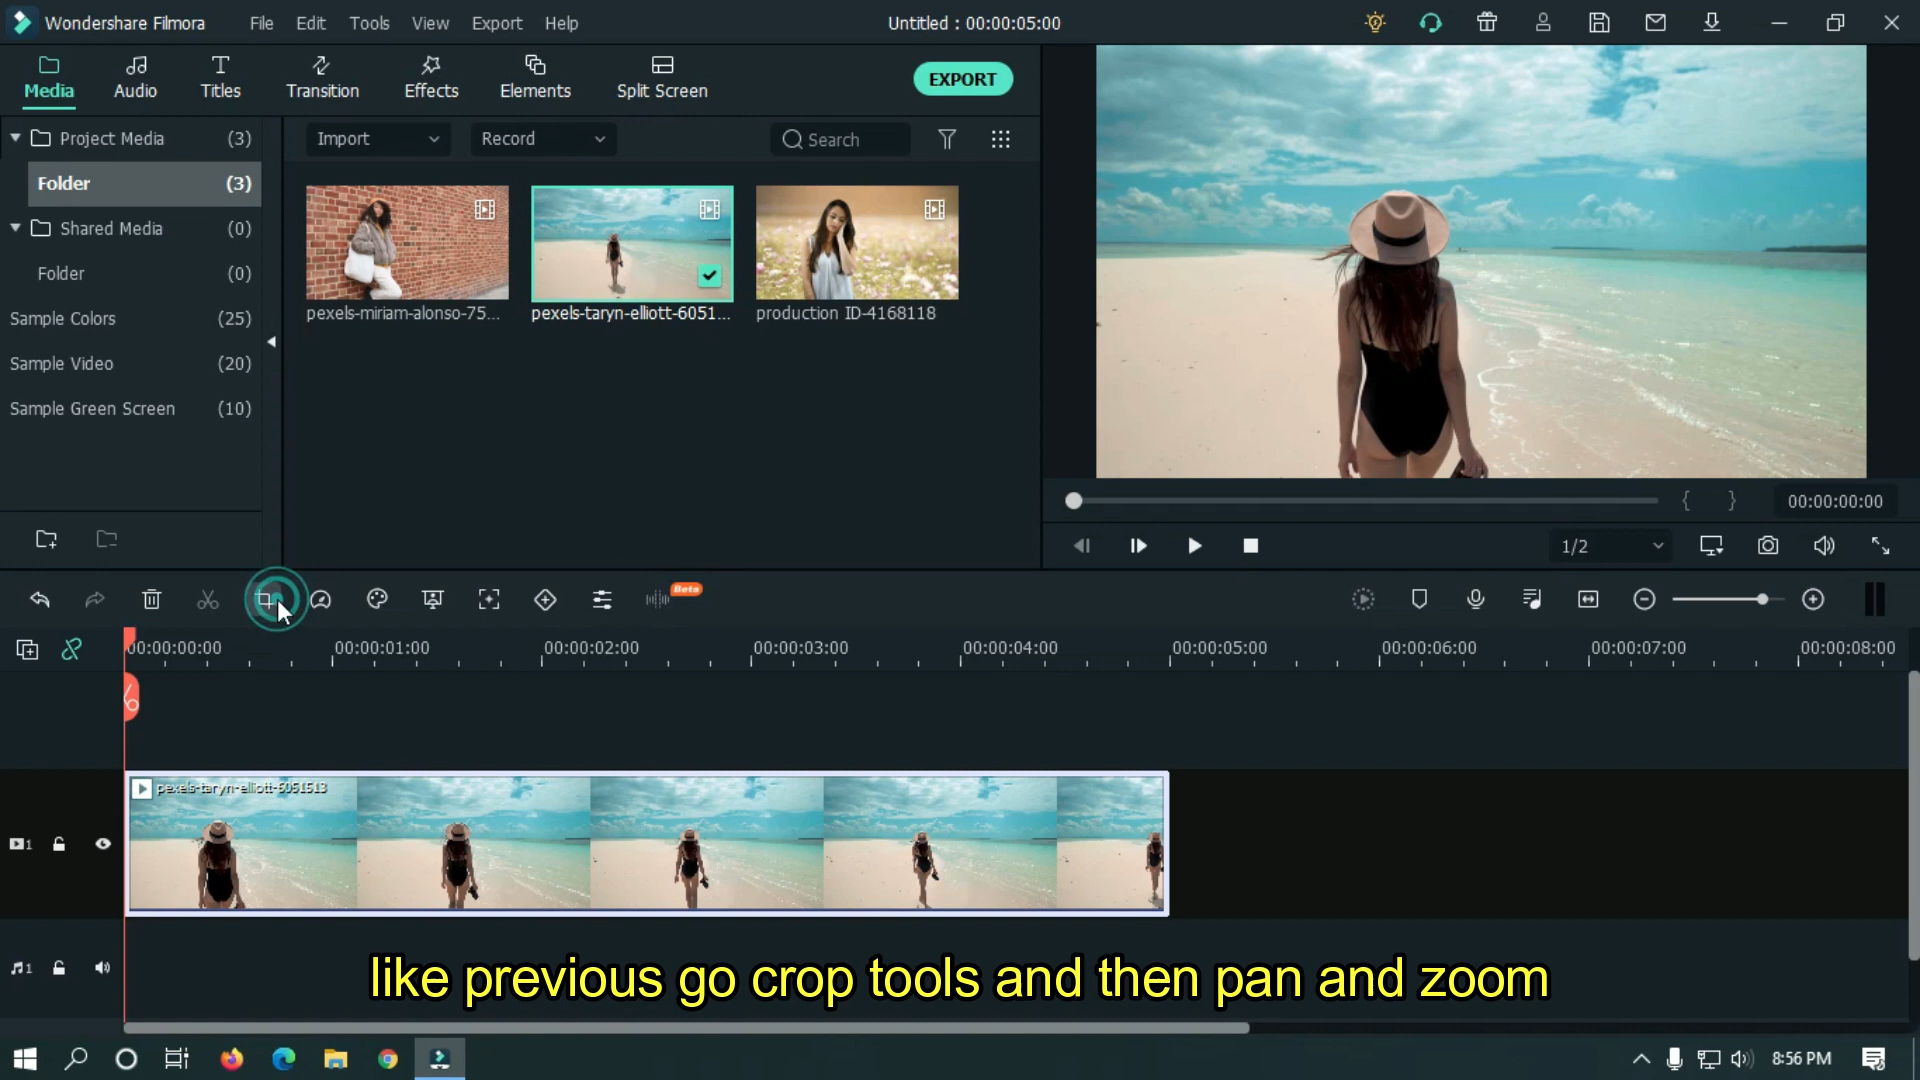 Wondershare Filmora
File
Edit
Tools
View
Export
Help
Untitled : 00:00:05:00
Media
Audio
Titles
Transition
Effects
Elements
Split Screen
EXPORT
Project Media (3)
Folder (3)
Shared Media (0)
Folder (0)
Sample Colors (25)
Sample Video (20)
Sample Green Screen (10)
Import
Record
Search
pexels-miriam-alonso-75...
pexels-taryn-elliott-6051...
production ID-4168118
{ } 00:00:00:00
1/2
Beta
00:00:00:00
00:00:01:00
00:00:02:00
00:00:03:00
00:00:04:00
00:00:05:00
00:00:06:00
00:00:07:00
00:00:08:00
pexels-taryn-elliott-6051513
1
1
like previous go crop tools and then pan and zoom
8:56 PM